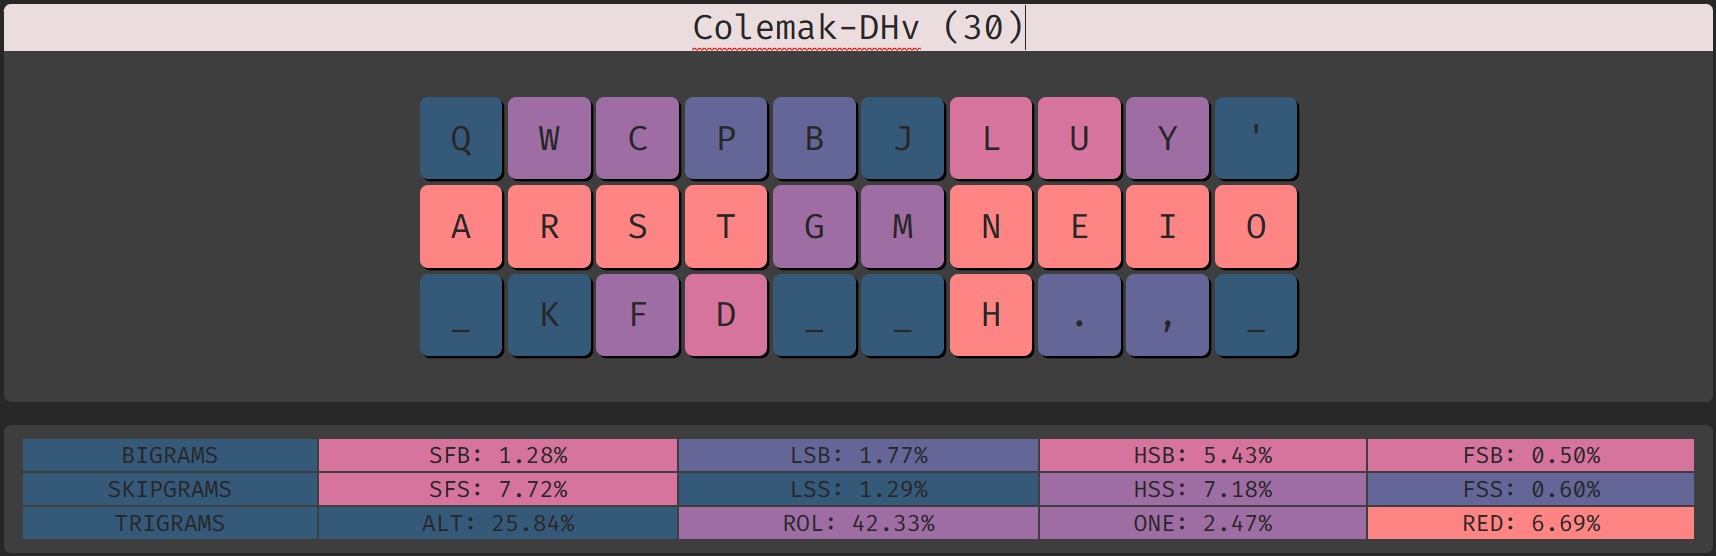 Colemak-DHv (30)
Q W C P B J L U Y '
A R S T G M N E I O
_ K F D _ _ H . , _
BIGRAMS SFB: 1.28% LSB: 1.77% HSB: 5.43% FSB: 0.50%
SKIPGRAMS SFS: 7.72% LSS: 1.29% HSS: 7.18% FSS: 0.60%
TRIGRAMS ALT: 25.84% ROL: 42.33% ONE: 2.47% RED: 6.69%